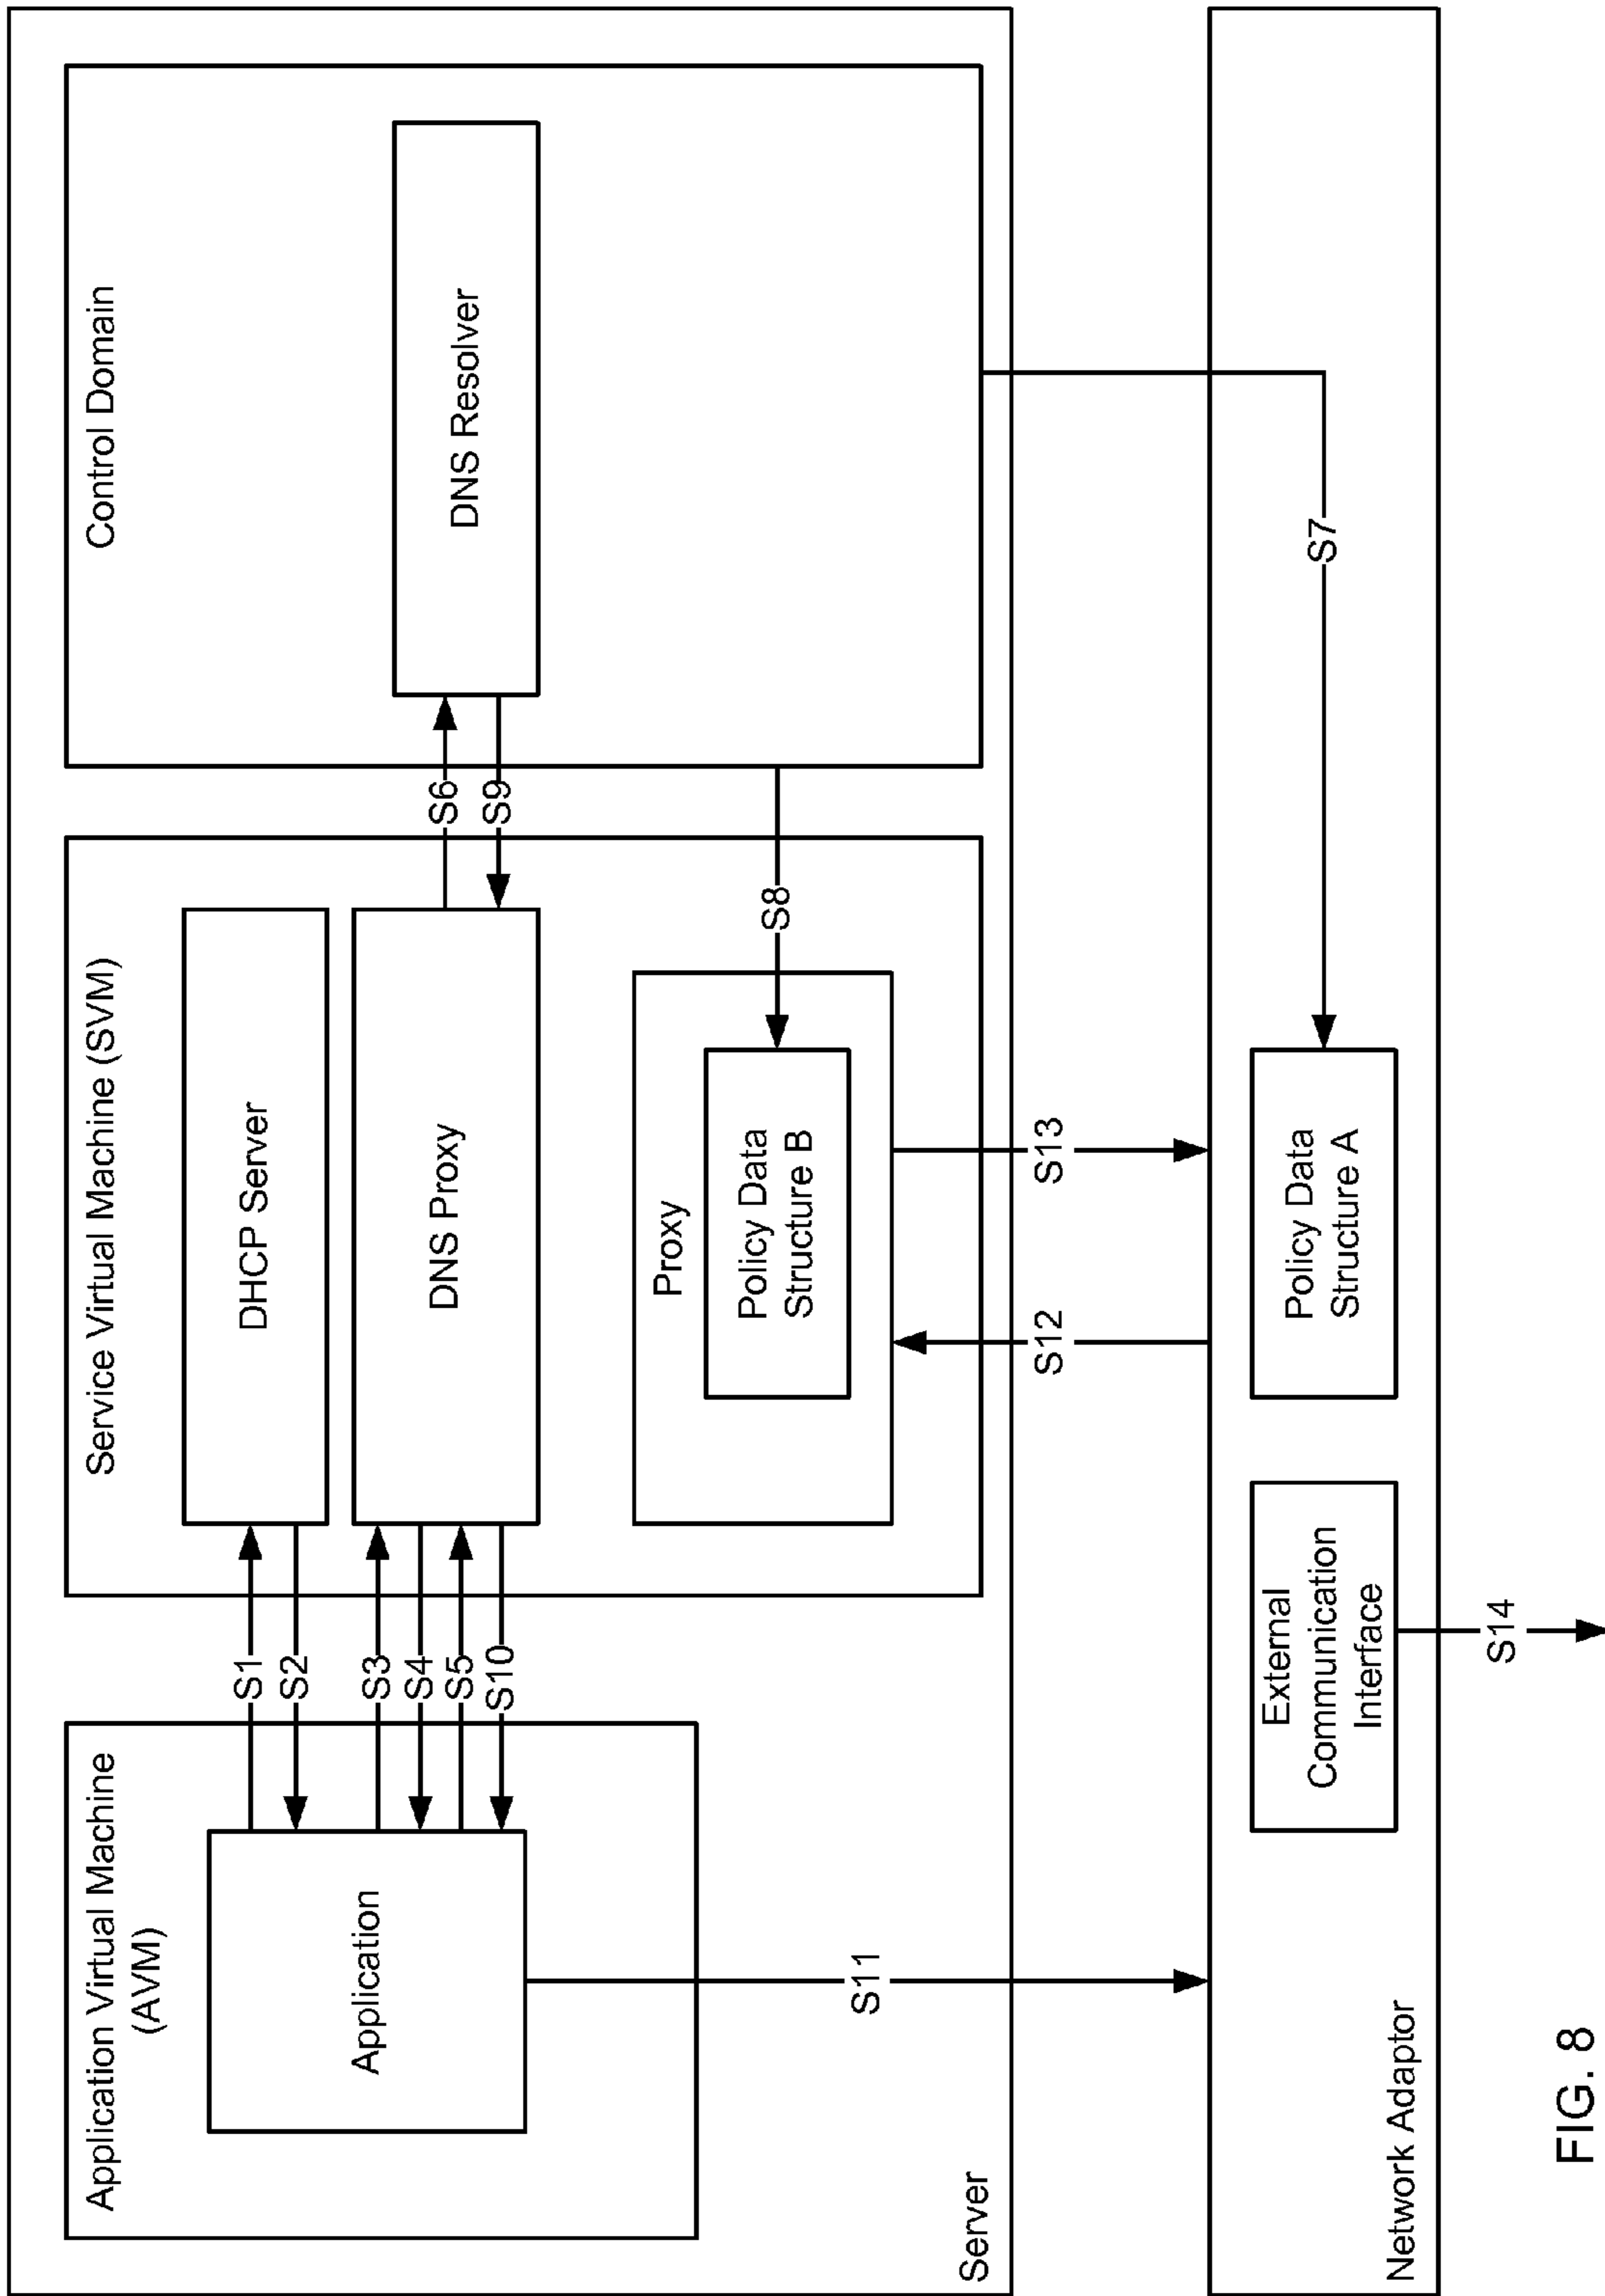 Application Virtual Machine
(AVM)
Application
S1
S2
S3
S4
S5
S10
Service Virtual Machine (SVM)
DHCP Server
DNS Proxy
Proxy
Policy Data
Structure B
S6
S9
S8
Control Domain
DNS Resolver
Server
S11
S12
S13
S7
Network Adaptor
External
Communication
Interface
Policy Data
Structure A
S14
FIG. 8